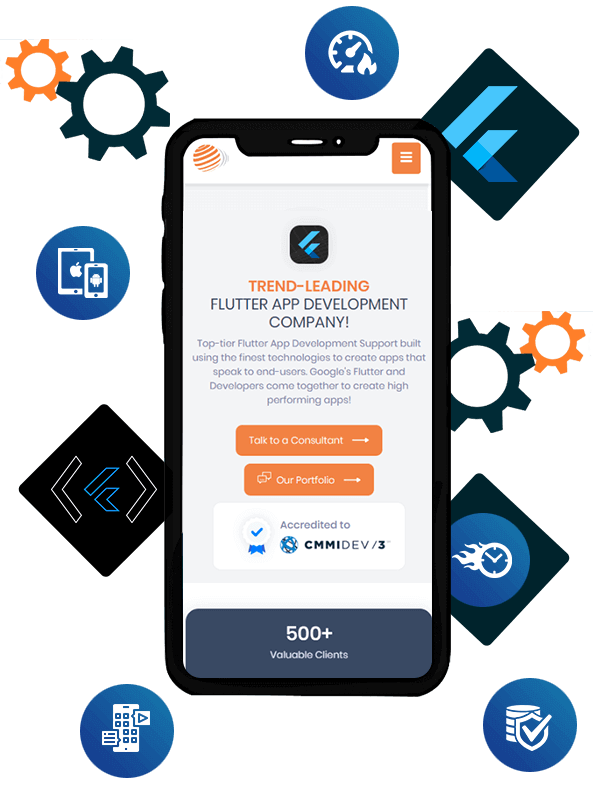 TREND-LEADING
FLUTTER APP DEVELOPMENT
COMPANY!
Top-tier Flutter App Development Support built
using the finest technologies to create apps that
speak to end-users. Google's Flutter and
Developers come together to create high
performing apps!
Talk to a Consultant
Our Portfolio
Accredited to
CMMIDEV/3
500+
Valuable Clients